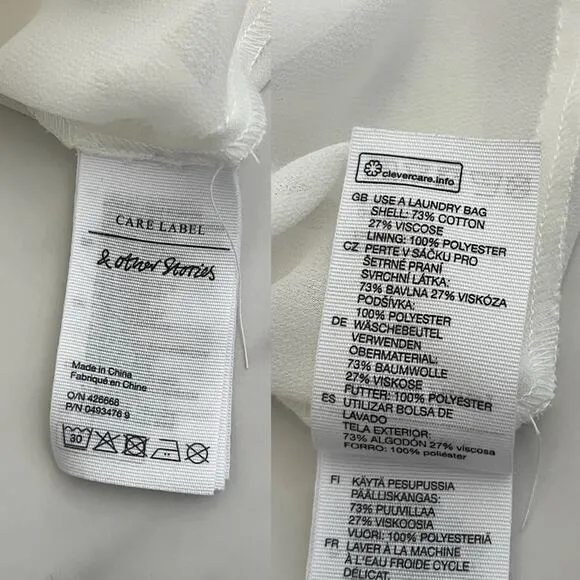 CARE LABEL
& other Stories
Made in China
Fabriqué en Chine
O/N 426668
P/N 0493476 9
30
clevercare.info
GB USE A LAUNDRY BAG
SHELL: 73% COTTON
27% VISCOSE
LINING: 100% POLYESTER
CZ PERTE V SÁČKU PRO
ŠETRNÉ PRANÍ
SVRCHNÍ LÁTKA:
73% BAVLNA 27% VISKÓZA
PODŠÍVKA:
100% POLYESTER
DE WÄSCHEBEUTEL
VERWENDEN
OBERMATERIAL:
73% BAUMWOLLE
27% VISKOSE
FUTTER: 100% POLYESTER
ES UTILIZAR BOLSA DE
LAVADO
TELA EXTERIOR:
73% ALGODÓN 27% viscosa
FORRO: 100% poliéster
FI KÄYTÄ PESUPUSSIA
PÄÄLLISKANGAS:
73% PUUVILLAA
27% VISKOOSIA
VUORI: 100% POLYESTERIÄ
FR LAVER À LA MACHINE
À L'EAU FROIDE CYCLE
DÉLICAT.